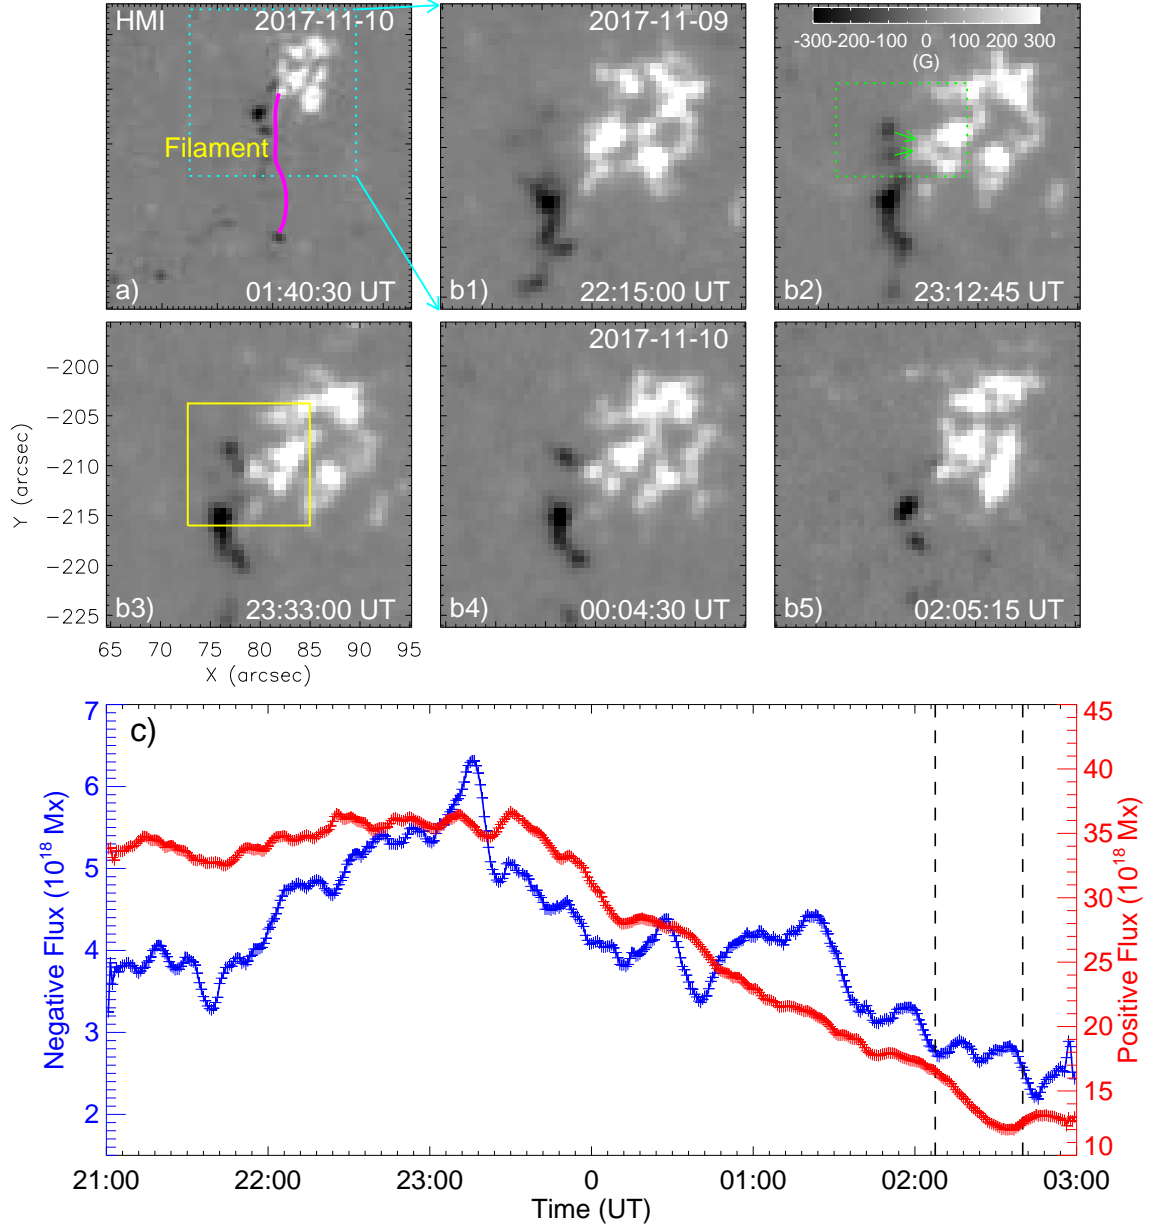 HMI 2017-11-10
Filament
a) 01:40:30 UT
2017-11-09
b1) 22:15:00 UT
-300-200-100 0 100 200 300
(G)
b2) 23:12:45 UT
−200
−205
−210
−215
−220
−225
Y (arcsec)
b3) 23:33:00 UT
65 70 75 80 85 90 95
X (arcsec)
2017-11-10
b4) 00:04:30 UT
b5) 02:05:15 UT
c)
7
6
5
4
3
2
Negative Flux (10^18 Mx)
45
40
35
30
25
20
15
10
Positive Flux (10^18 Mx)
21:00 22:00 23:00 0 01:00 02:00 03:00
Time (UT)